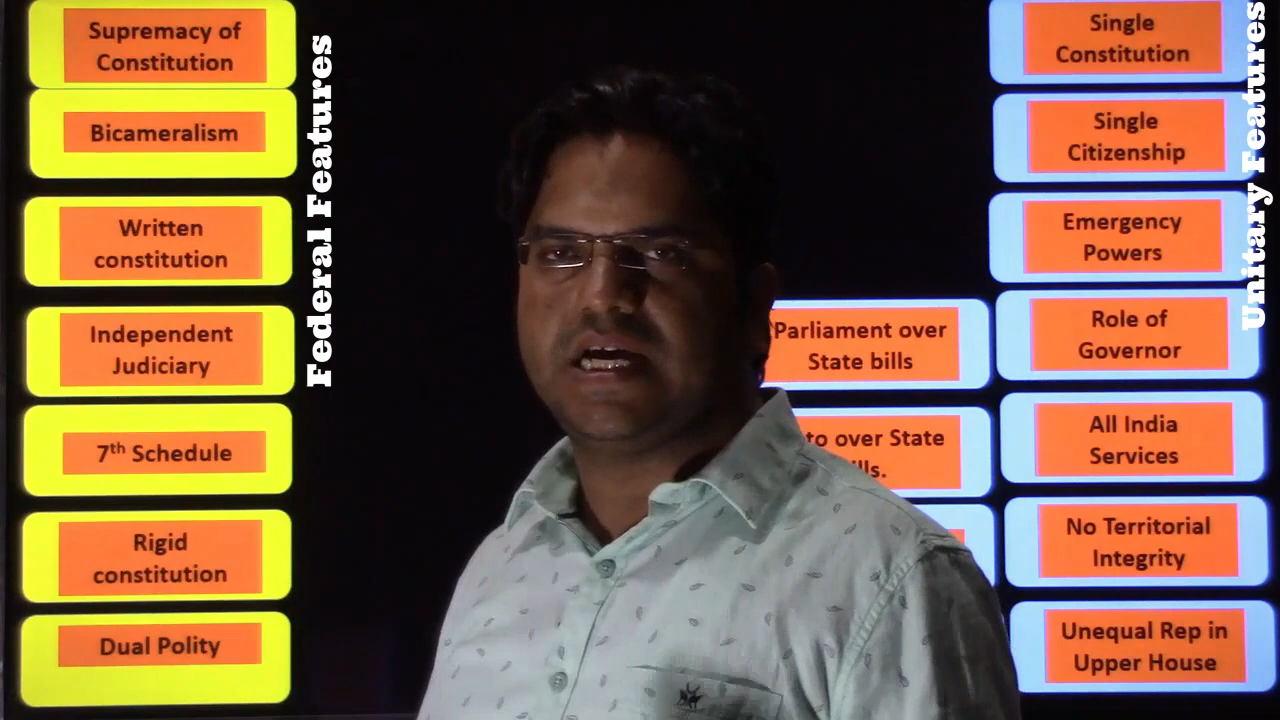 Supremacy of
Constitution
Bicameralism
Written
constitution
Independent
Judiciary
7th Schedule
Rigid
constitution
Dual Polity
Federal Features
Parliament over
State bills
over State
Single
Constitution
Single
Citizenship
Emergency
Powers
Role of
Governor
All India
Services
No Territorial
Integrity
Unequal Rep in
Upper House
Unitary Features